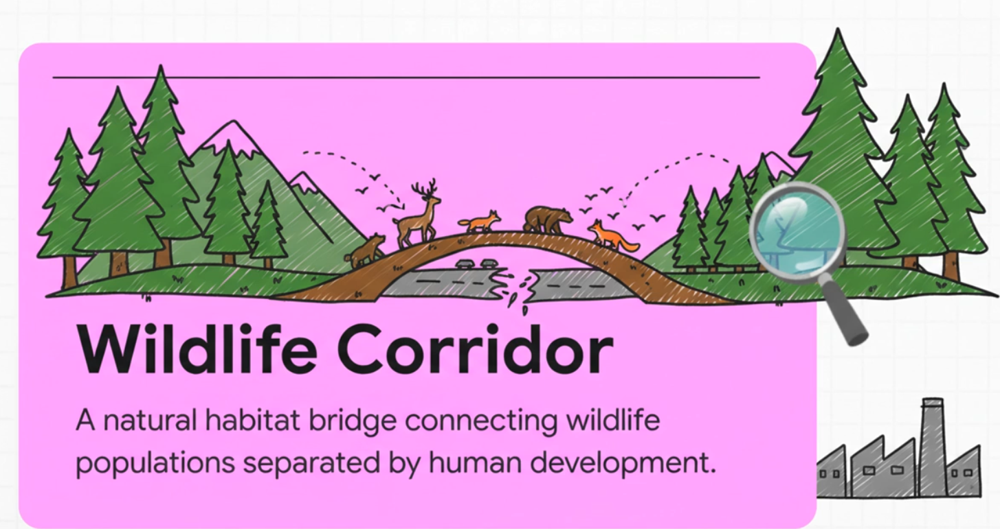 Wildlife Corridor
A natural habitat bridge connecting wildlife
populations separated by human development.